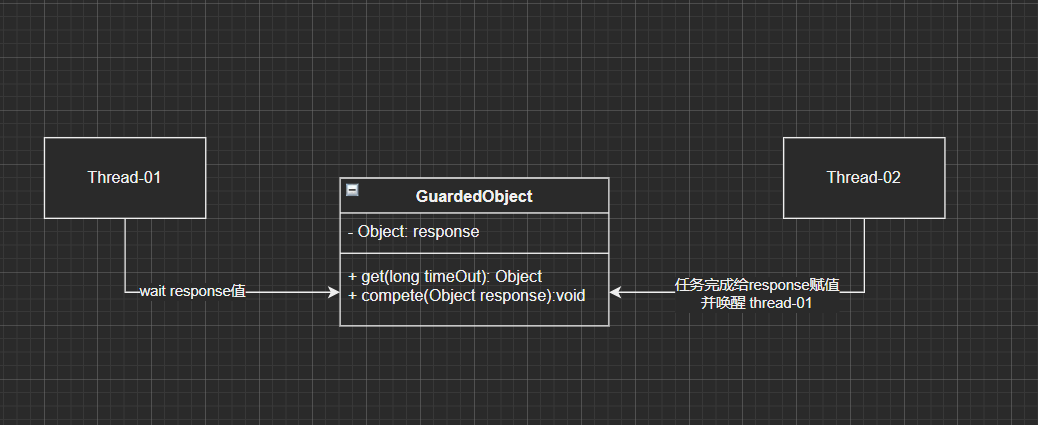 Thread-01
Thread-02
GuardedObject
- Object: response
+ get(long timeOut): Object
+ compete(Object response):void
wait response值
任务完成给response赋值
并唤醒 thread-01